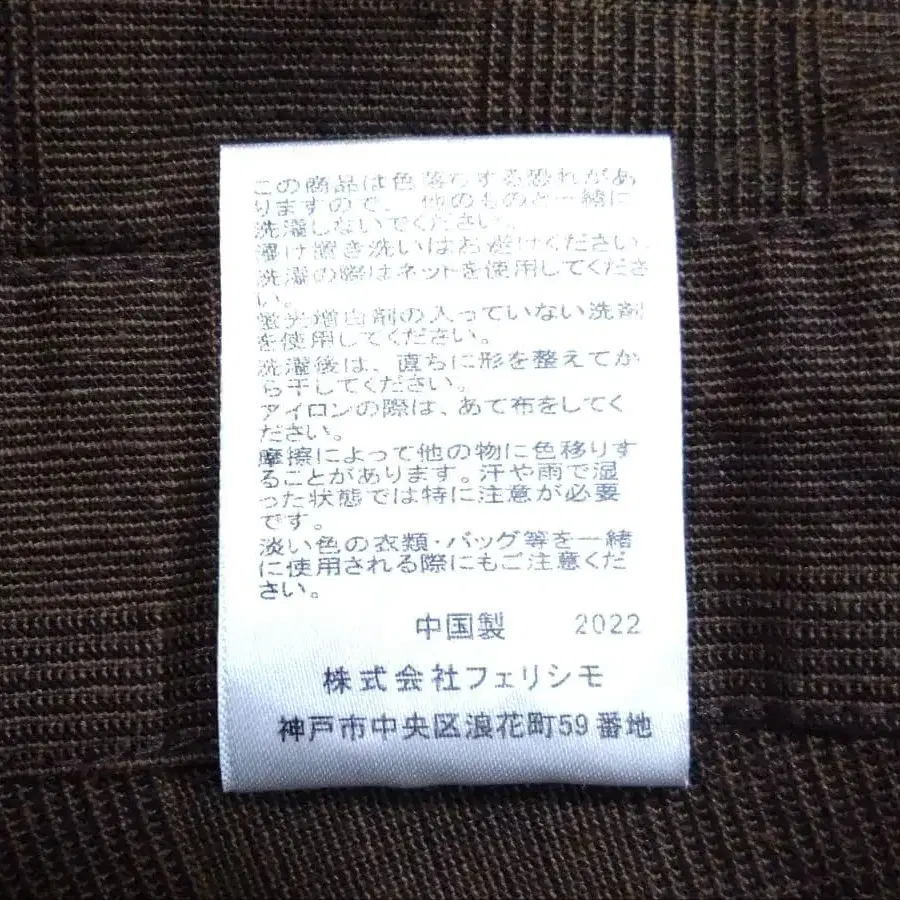 この商品は色落ちする恐れがあ
りますので、他のものと一緒に
洗濯しないでください。
漬け置き洗いはお避けください。
洗濯の際はネットを使用してくださ
い。
蛍光増白剤の入っていない洗剤
を使用してください。
洗濯後は、直ちに形を整えてか
ら干してください。
アイロンの際は、あて布をしてく
ださい。
摩擦によって他の物に色移りす
ることがあります。汗や雨で湿
った状態では特に注意が必要
です。
淡い色の衣類・バッグ等を一緒
に使用される際にもご注意くだ
さい。
中国製 2022
株式会社フェリシモ
神戸市中央区浪花町59番地